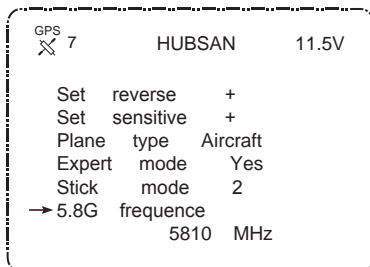 GPS 7 HUBSAN 11.5V
Set reverse +
Set sensitive +
Plane type Aircraft
Expert mode Yes
Stick mode 2
5.8G frequence
5810 MHz